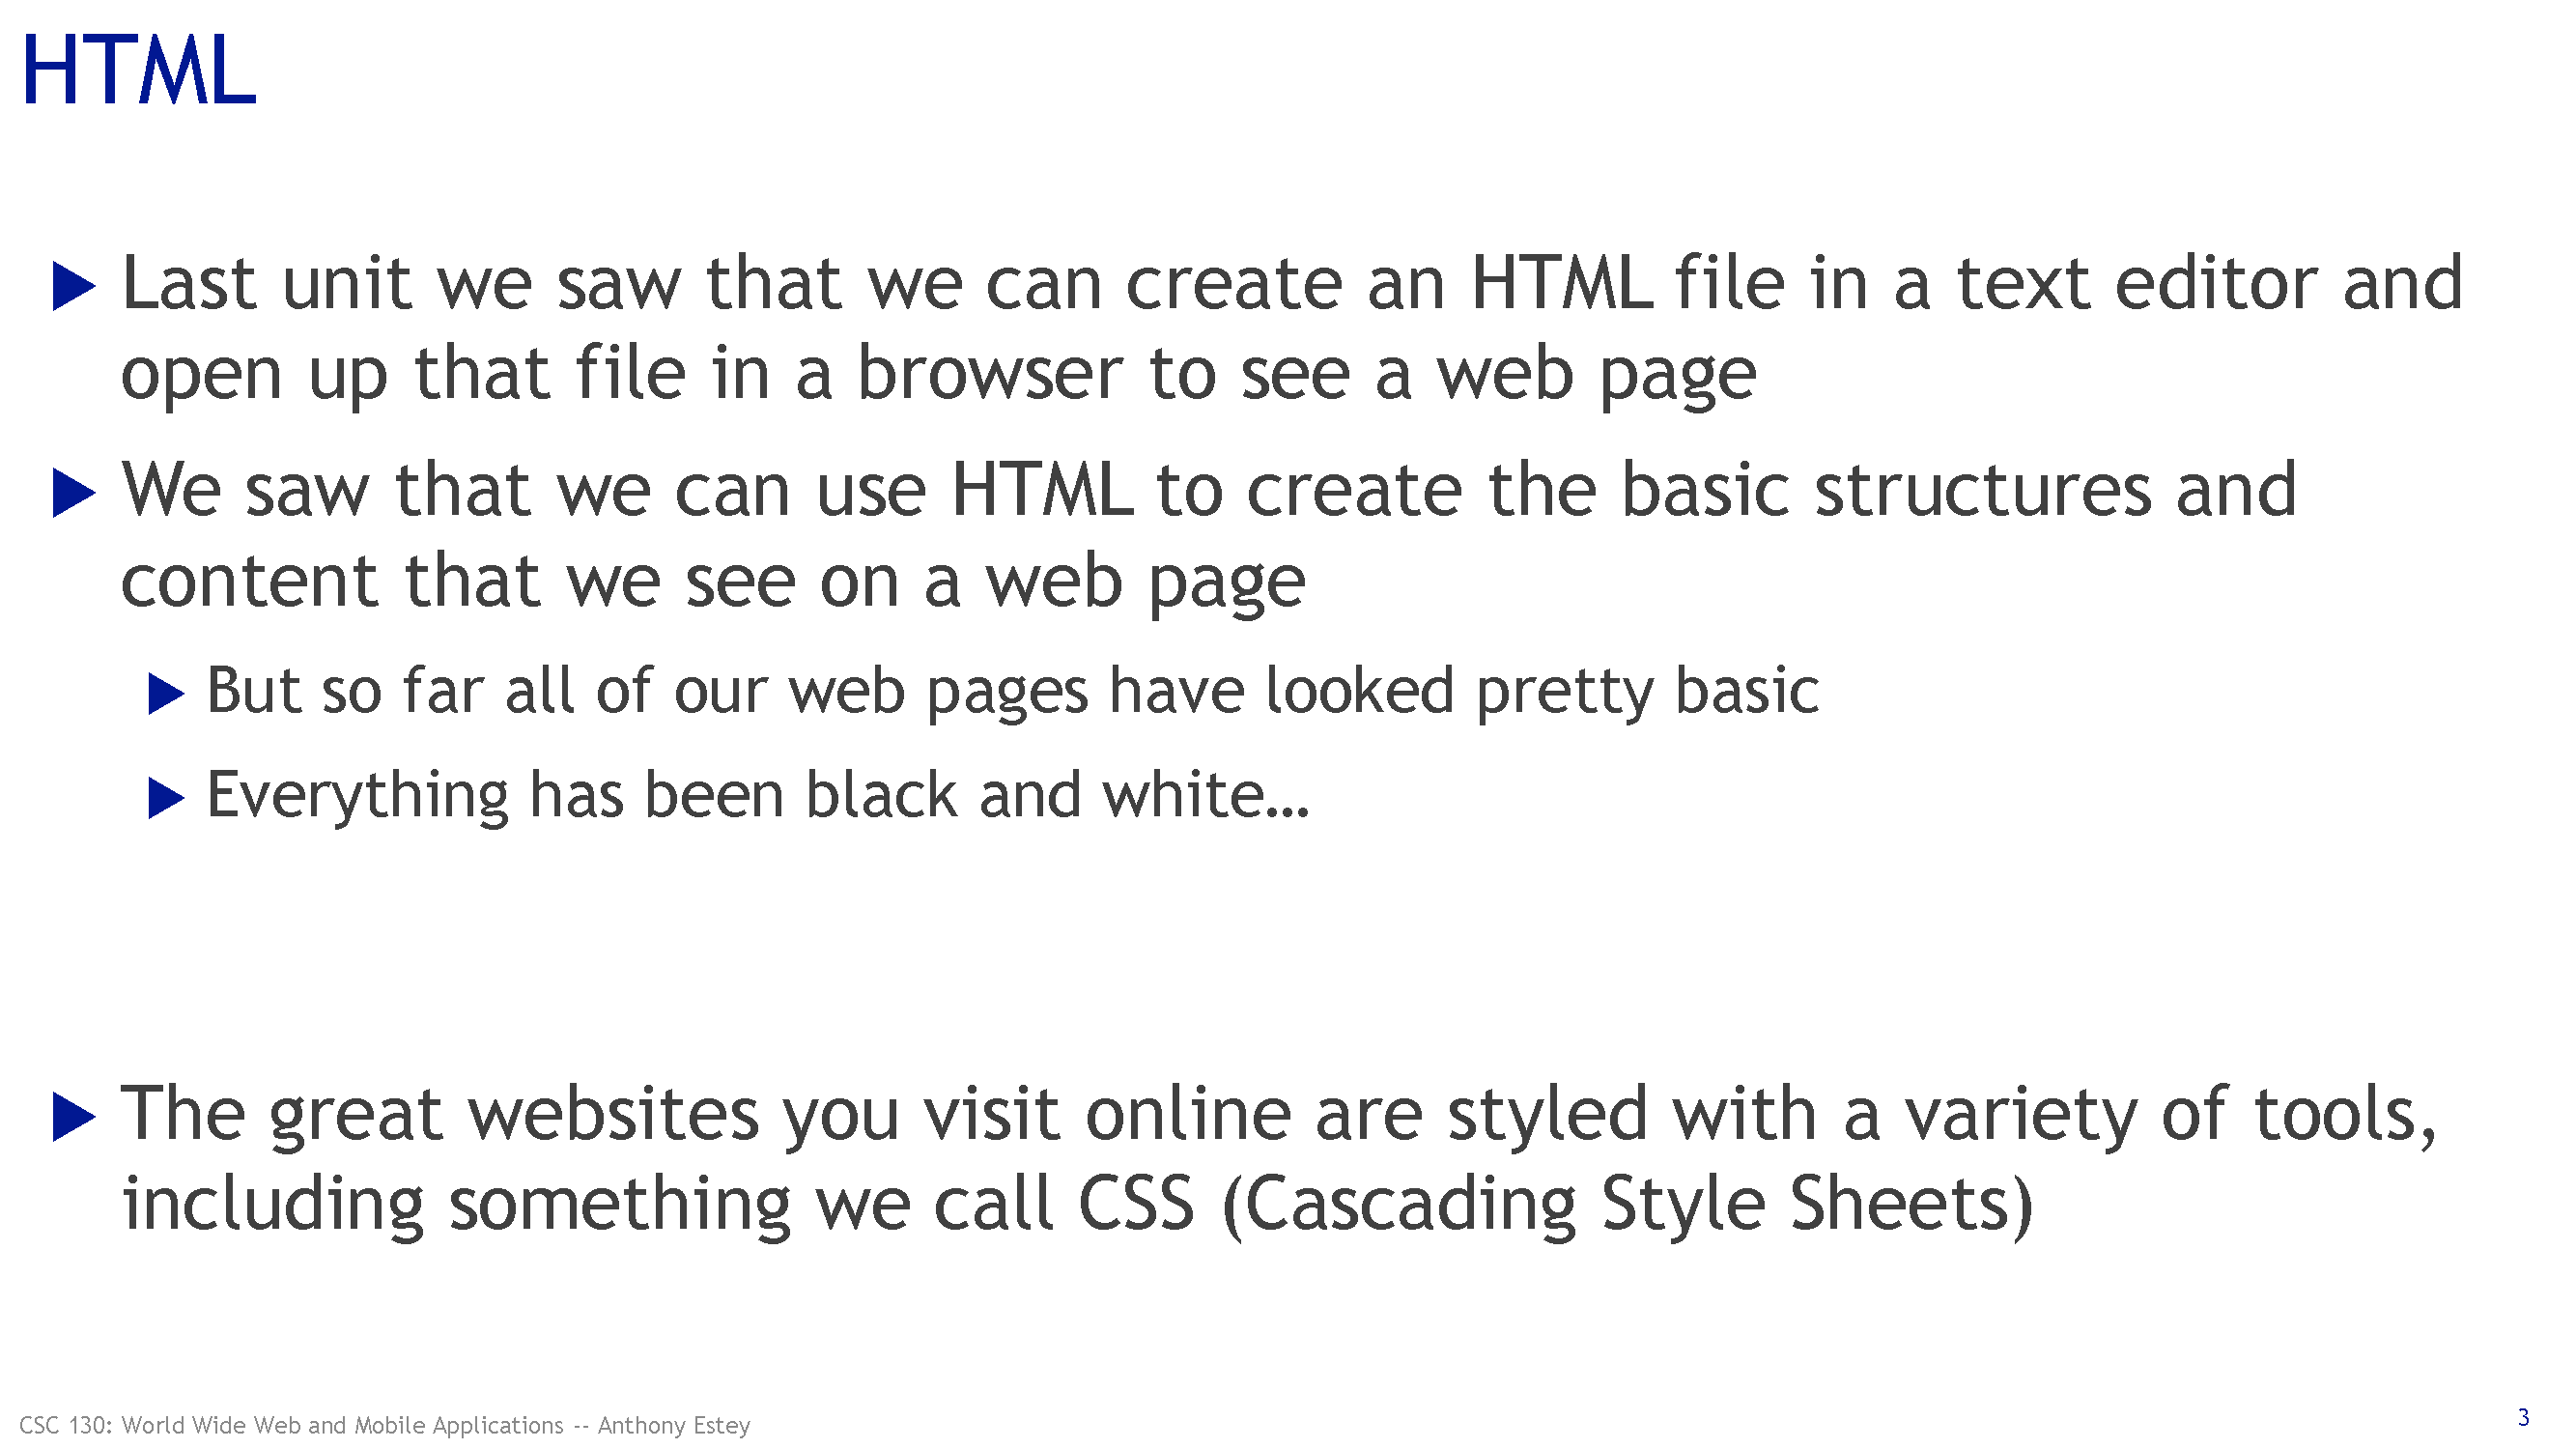 HTML
Last unit we saw that we can create an HTML file in a text editor and
open up that file in a browser to see a web page
We saw that we can use HTML to create the basic structures and
content that we see on a web page
But so far all of our web pages have looked pretty basic
Everything has been black and white…
The great websites you visit online are styled with a variety of tools,
including something we call CSS (Cascading Style Sheets)
CSC 130: World Wide Web and Mobile Applications -- Anthony Estey
3